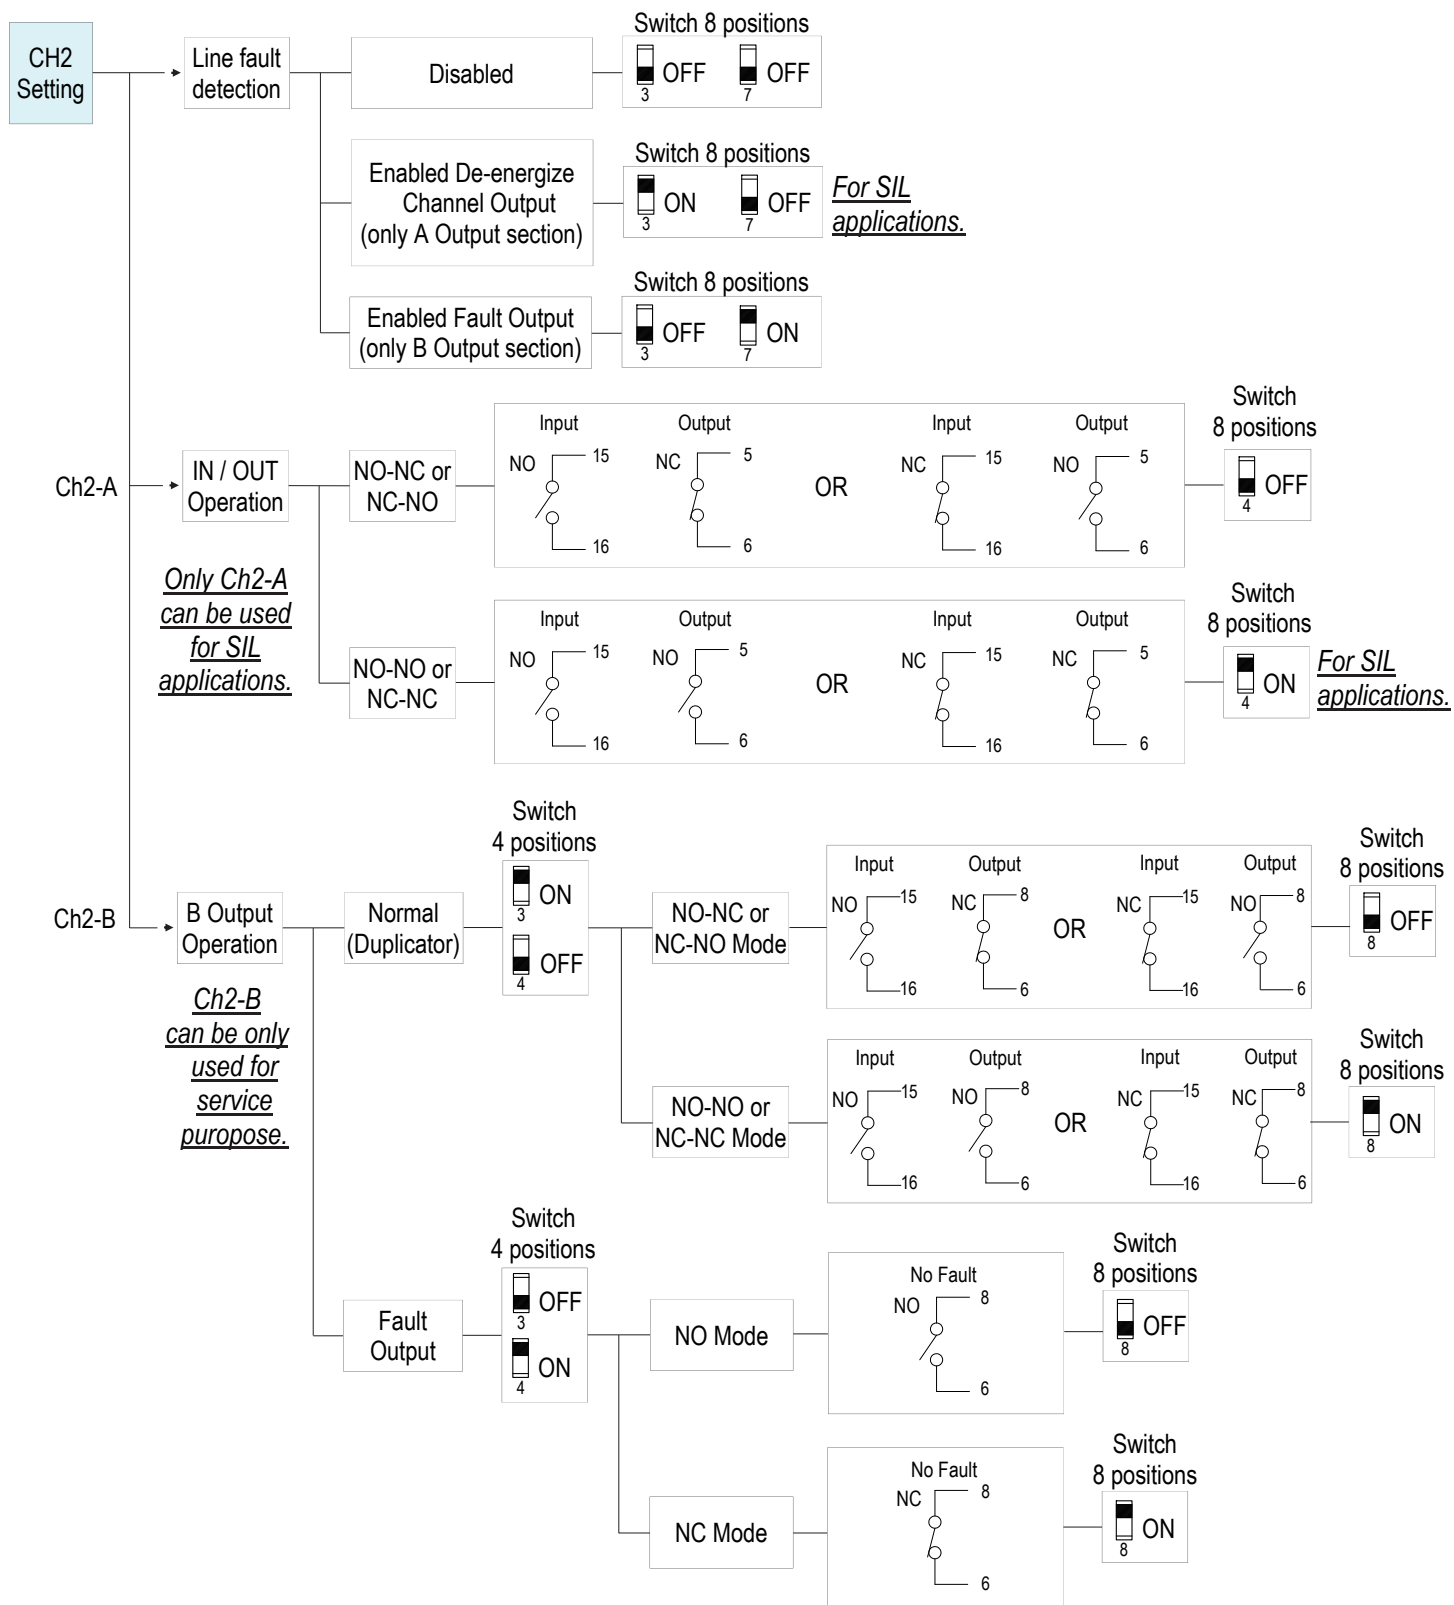 CH2
Setting
Line fault
detection
Disabled
Switch 8 positions
OFF
OFF
3
7
Enabled De-energize
Channel Output
(only A Output section)
Switch 8 positions
ON
OFF
3
7
For SIL
applications.
Enabled Fault Output
(only B Output section)
Switch 8 positions
OFF
ON
3
7
Ch2-A
IN / OUT
Operation
Only Ch2-A
can be used
for SIL
applications.
NO-NC or
NC-NO
Input
NO
15
16
Output
NC
5
6
OR
Input
NC
15
16
Output
NO
5
6
Switch
8 positions
OFF
4
NO-NO or
NC-NC
Input
NO
15
16
Output
NO
5
6
OR
Input
NC
15
16
Output
NC
5
6
Switch
8 positions
ON
4
For SIL
applications.
Ch2-B
B Output
Operation
Ch2-B
can be only
used for
service
puropose.
Normal
(Duplicator)
Switch
4 positions
ON
3
OFF
4
NO-NC or
NC-NO Mode
Input
NO
15
16
Output
NC
8
6
OR
Input
NC
15
16
Output
NO
8
6
Switch
8 positions
OFF
8
NO-NO or
NC-NC Mode
Input
NO
15
16
Output
NO
8
6
OR
Input
NC
15
16
Output
NC
8
6
Switch
8 positions
ON
8
Fault
Output
Switch
4 positions
OFF
3
ON
4
NO Mode
No Fault
NO
8
6
Switch
8 positions
OFF
8
NC Mode
No Fault
NC
8
6
Switch
8 positions
ON
8